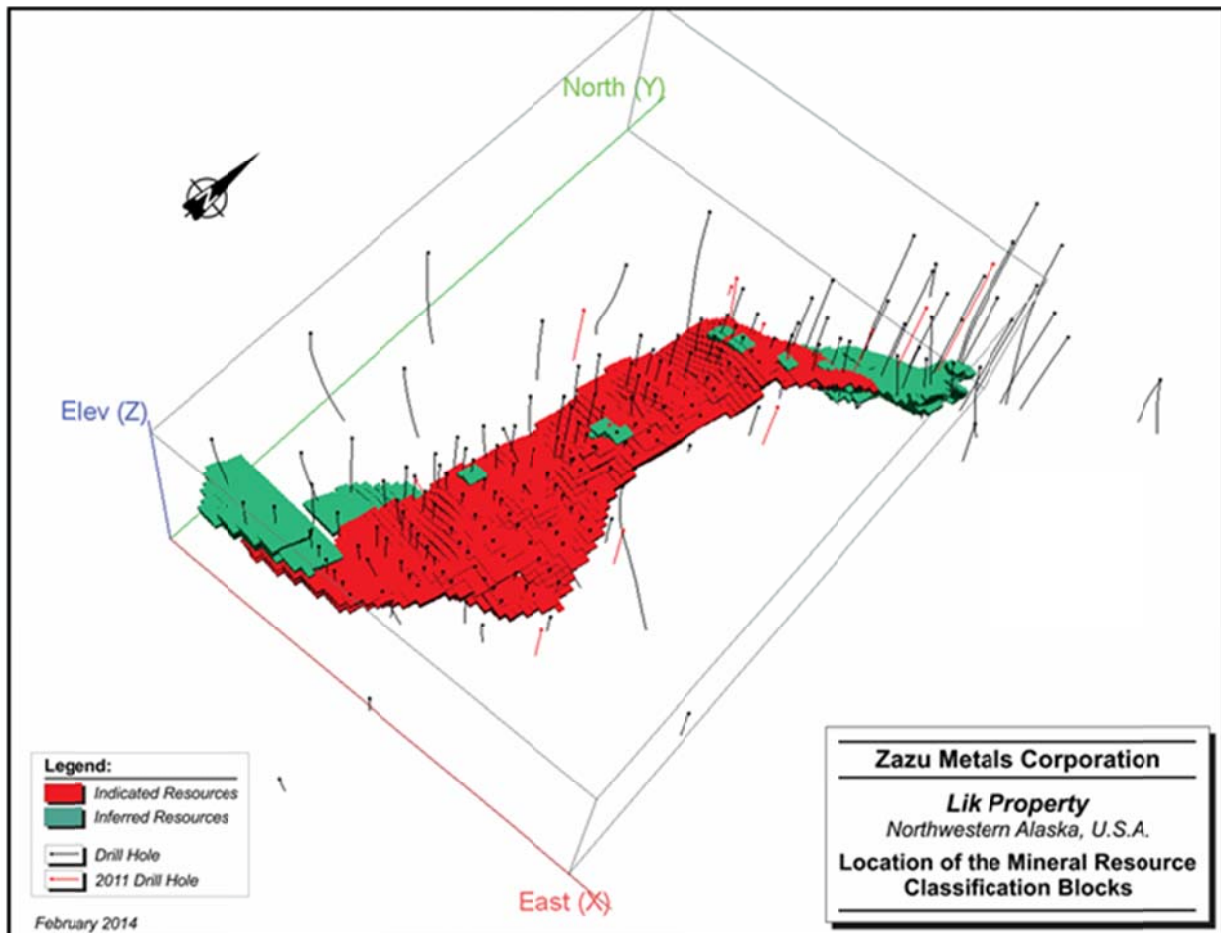 North (Y)
Elev (Z)
East (X)
N
Legend:
Indicated Resources
Inferred Resources
Drill Hole
2011 Drill Hole
February 2014
Zazu Metals Corporation
Lik Property
Northwestern Alaska, U.S.A.
Location of the Mineral Resource
Classification Blocks